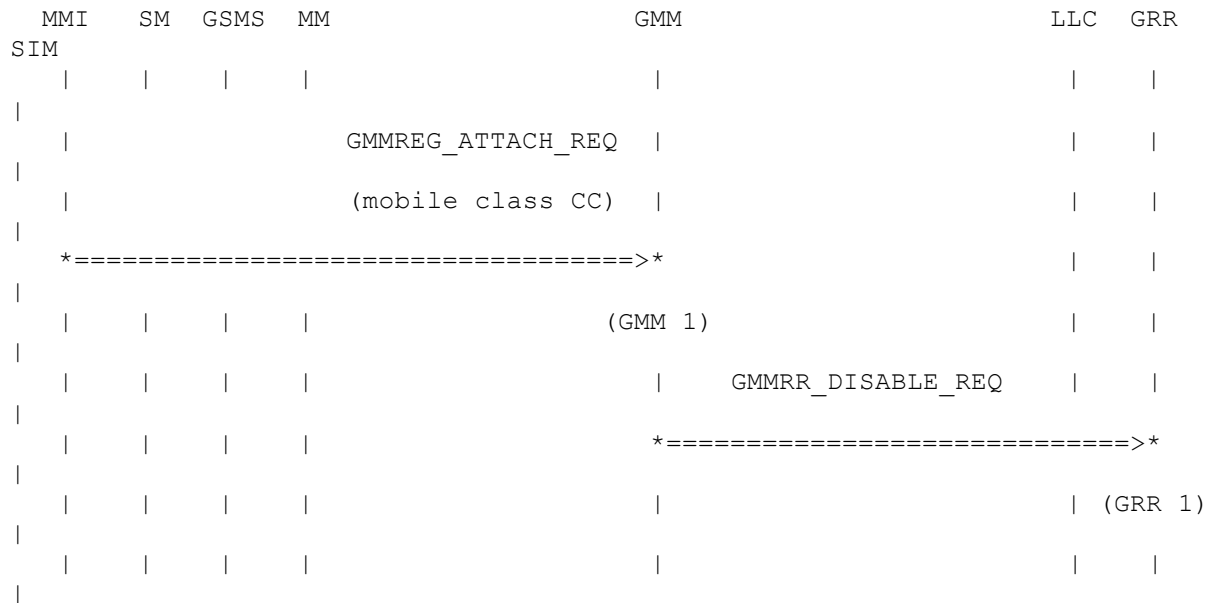 MMI SM GSMS MM GMM LLC GRR
SIM
| | | | | | |
|
| GMMREG_ATTACH_REQ | | |
|
| (mobile class CC) | | |
|
*===================================>* | |
|
| | | | (GMM 1) | |
|
| | | | | GMMRR_DISABLE_REQ | |
|
| | | | *=============================>*
|
| | | | | | (GRR 1)
|
| | | | | | |
|